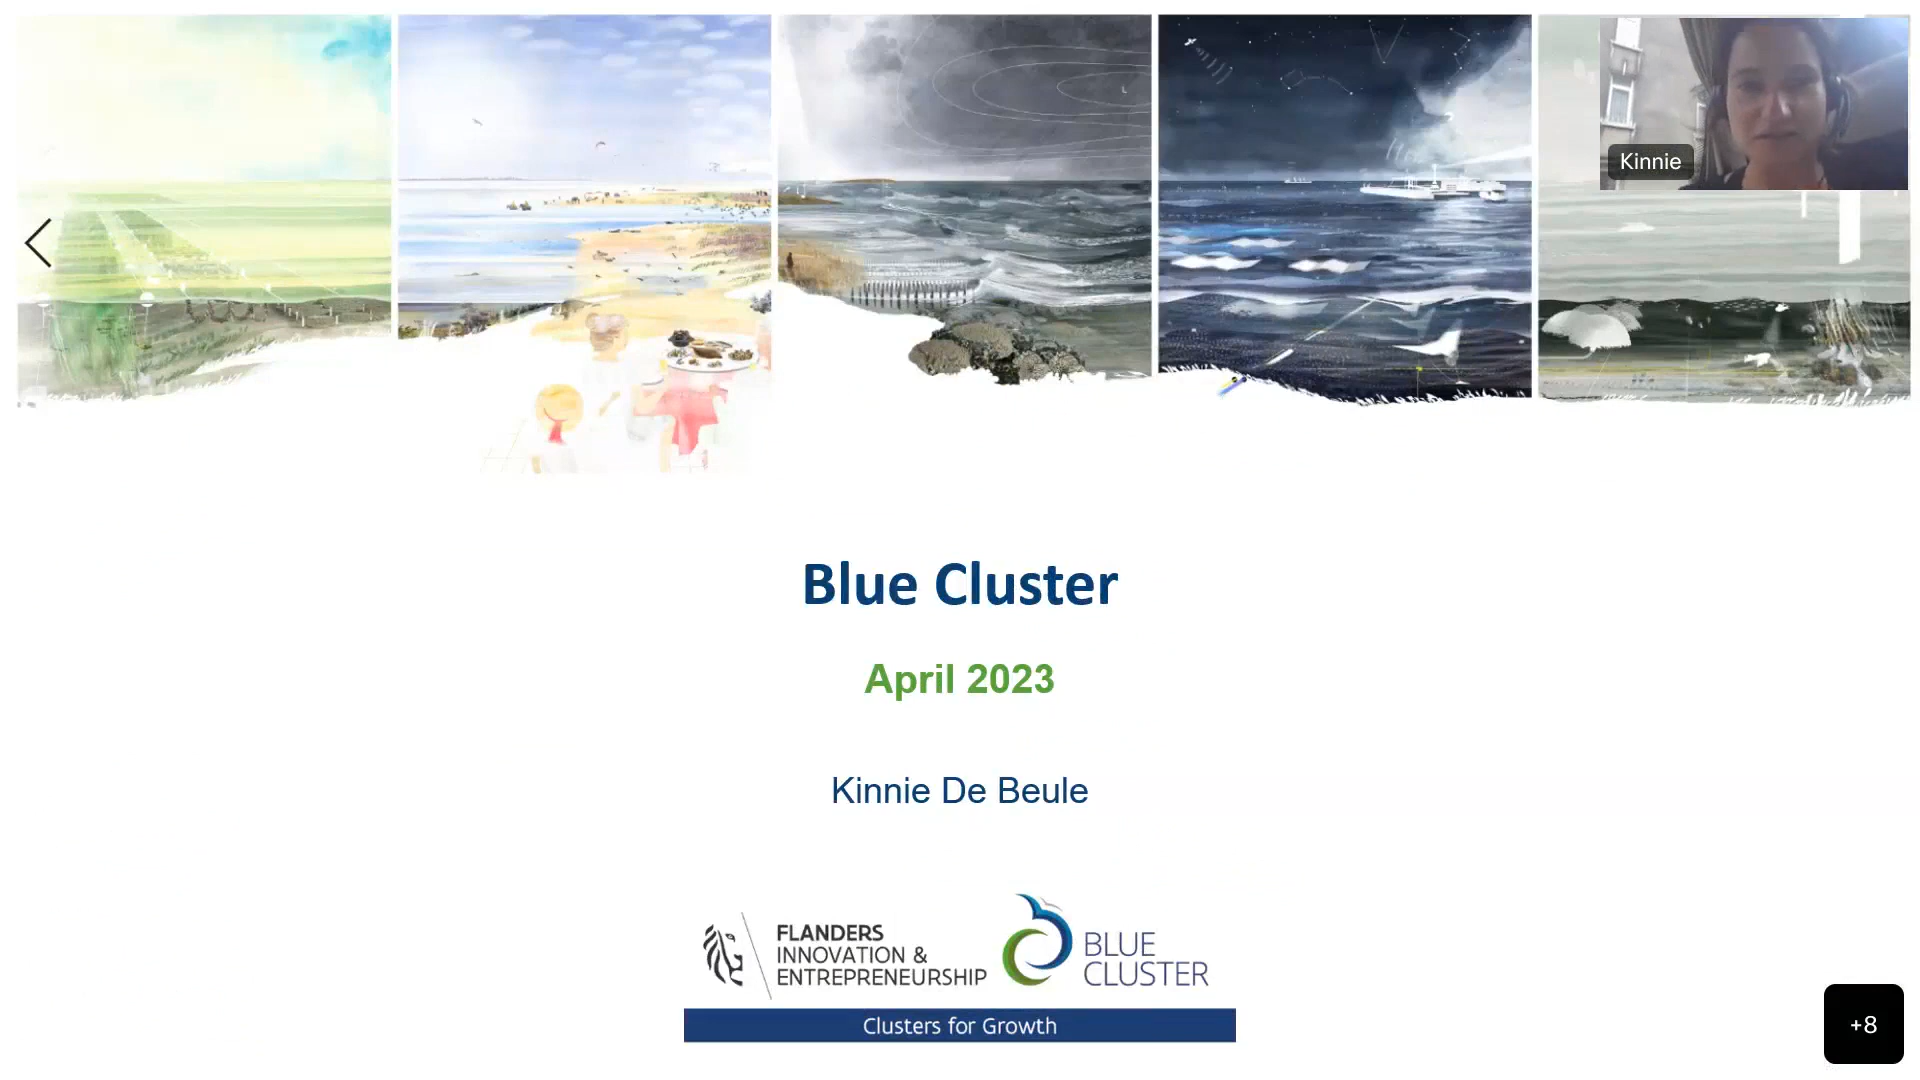 Kinnie
Blue Cluster
April 2023
Kinnie De Beule
FLANDERS
INNOVATION &
ENTREPRENEURSHIP
BLUE
CLUSTER
Clusters for Growth
+8